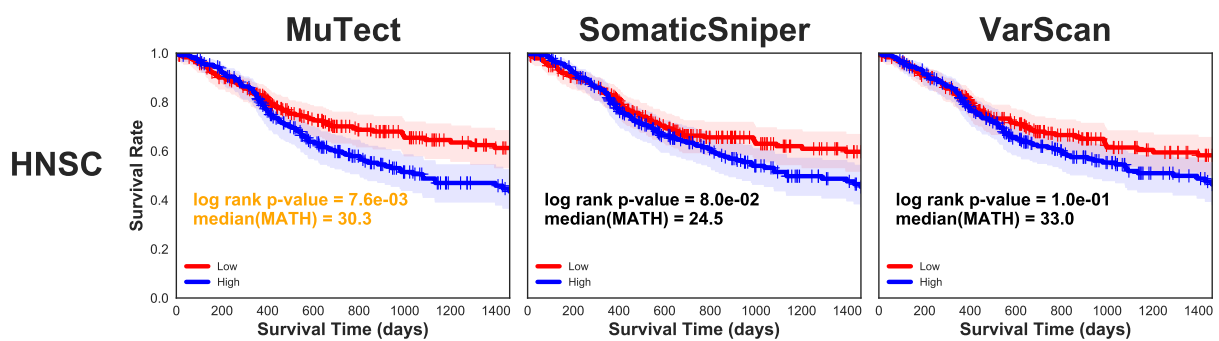 MuTect
SomaticSniper
VarScan
HNSC
Survival Rate
1.0
0.8
0.6
0.4
0.2
0.0
log rank p-value = 7.6e-03
median(MATH) = 30.3
Low
High
0 200 400 600 800 1000 1200 1400
Survival Time (days)
log rank p-value = 8.0e-02
median(MATH) = 24.5
Low
High
0 200 400 600 800 1000 1200 1400
Survival Time (days)
log rank p-value = 1.0e-01
median(MATH) = 33.0
Low
High
0 200 400 600 800 1000 1200 1400
Survival Time (days)